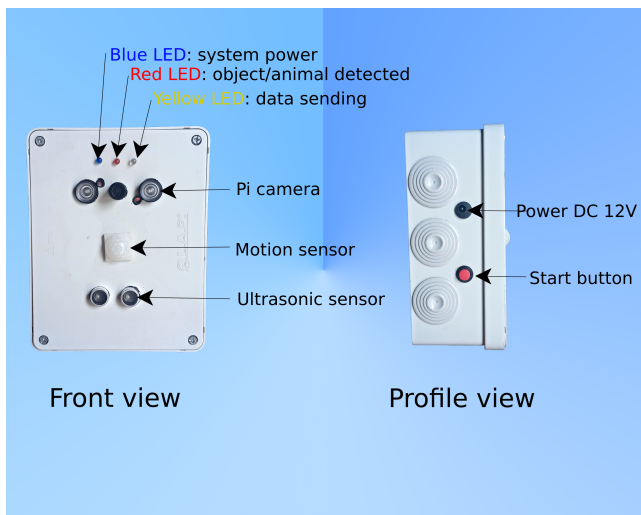 Blue LED: system power
Red LED: object/animal detected
Yellow LED: data sending
Pi camera
Motion sensor
Ultrasonic sensor
Power DC 12V
Start button
Front view
Profile view